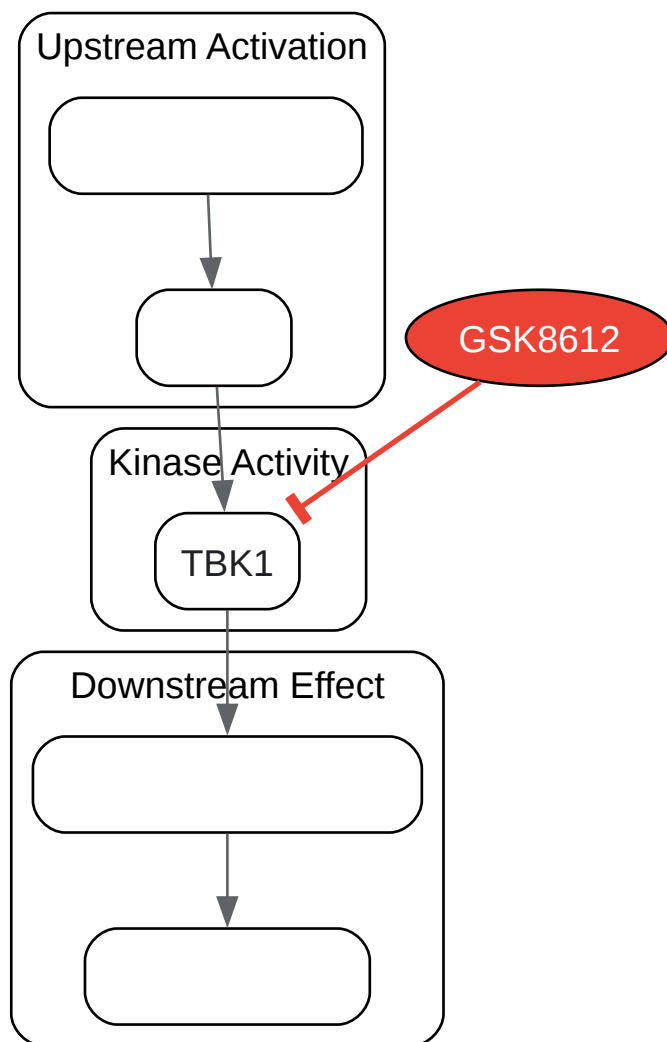 Upstream Activation
GSK8612
Kinase Activity
TBK1
Downstream Effect